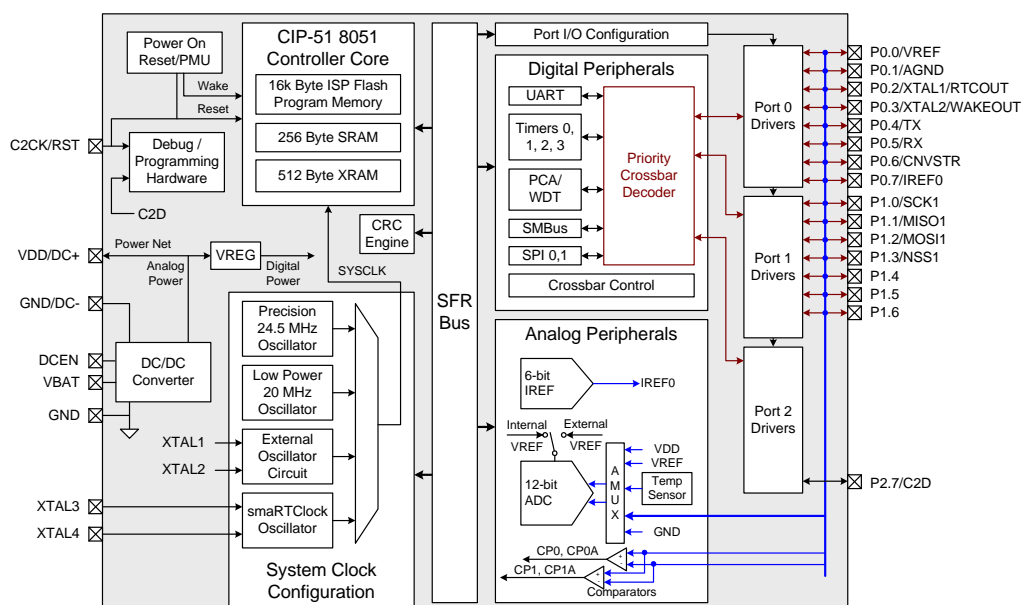 Power On
Reset/PMU
Wake
Reset
C2CK/RST
Debug /
Programming
Hardware
C2D
VDD/DC+
Power Net
Analog
Power
VREG
Digital
Power
GND/DC-
DCEN
VBAT
GND
DC/DC
Converter
XTAL1
XTAL2
XTAL3
XTAL4
CIP-51 8051
Controller Core
16k Byte ISP Flash
Program Memory
256 Byte SRAM
512 Byte XRAM
CRC
Engine
SYSCLK
Precision
24.5 MHz
Oscillator
Low Power
20 MHz
Oscillator
External
Oscillator
Circuit
smaRTClock
Oscillator
System Clock
Configuration
SFR
Bus
Port I/O Configuration
Digital Peripherals
UART
Timers 0,
1, 2, 3
PCA/
WDT
SMBus
SPI 0,1
Priority
Crossbar
Decoder
Crossbar Control
Analog Peripherals
6-bit
IREF
IREF0
Internal
External
VREF
VREF
12-bit
ADC
A
M
U
X
VDD
VREF
Temp
Sensor
GND
CP0, CP0A
+
-
CP1, CP1A
+
-
Comparators
Port 0
Drivers
Port 1
Drivers
Port 2
Drivers
P0.0/VREF
P0.1/AGND
P0.2/XTAL1/RTCOUT
P0.3/XTAL2/WAKEOUT
P0.4/TX
P0.5/RX
P0.6/CNVSTR
P0.7/IREF0
P1.0/SCK1
P1.1/MISO1
P1.2/MOSI1
P1.3/NSS1
P1.4
P1.5
P1.6
P2.7/C2D